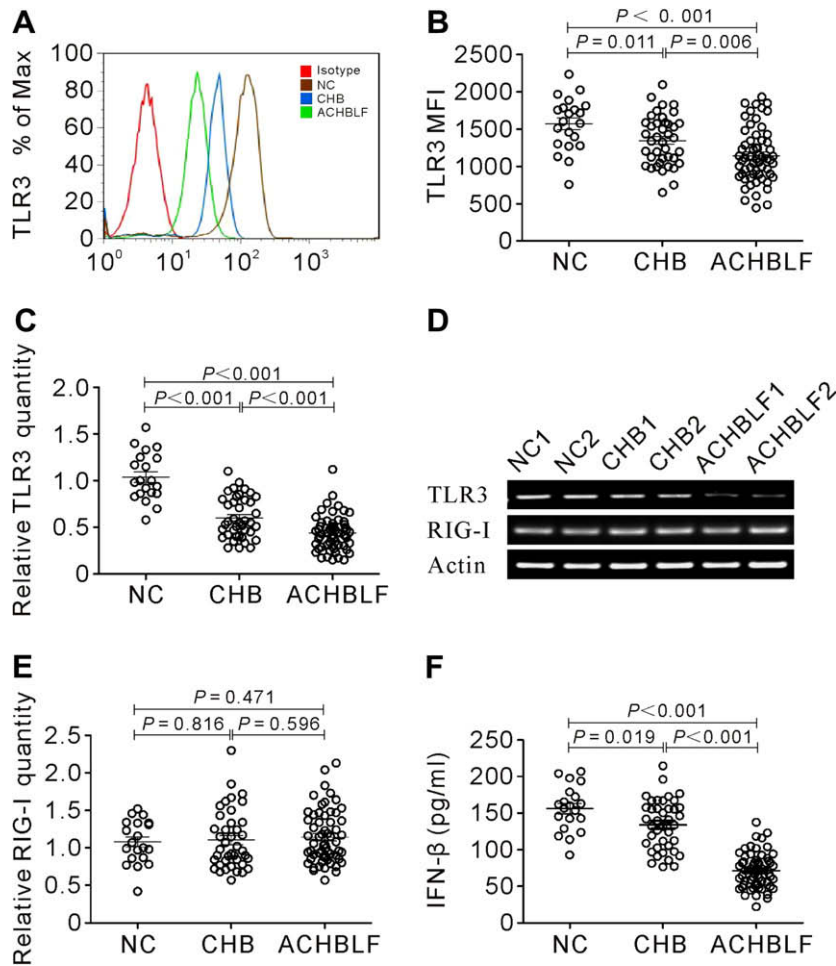 A
TLR3 % of Max
100
80
60
40
20
0
10⁰ 10¹ 10² 10³
Isotype
NC
CHB
ACHBLF
B
P < 0.001
P = 0.011 P = 0.006
TLR3 MFI
2500
2000
1500
1000
500
0
NC CHB ACHBLF
C
P<0.001
P<0.001 P<0.001
Relative TLR3 quantity
2.0
1.5
1.0
0.5
0
NC CHB ACHBLF
D
NC1 NC2 CHB1 CHB2 ACHBLF1 ACHBLF2
TLR3
RIG-I
Actin
E
P = 0.471
P = 0.816 P = 0.596
Relative RIG-I quantity
2.5
2.0
1.5
1.0
0.5
0
NC CHB ACHBLF
F
P<0.001
P = 0.019 P<0.001
IFN-β (pg/ml)
250
200
150
100
50
0
NC CHB ACHBLF